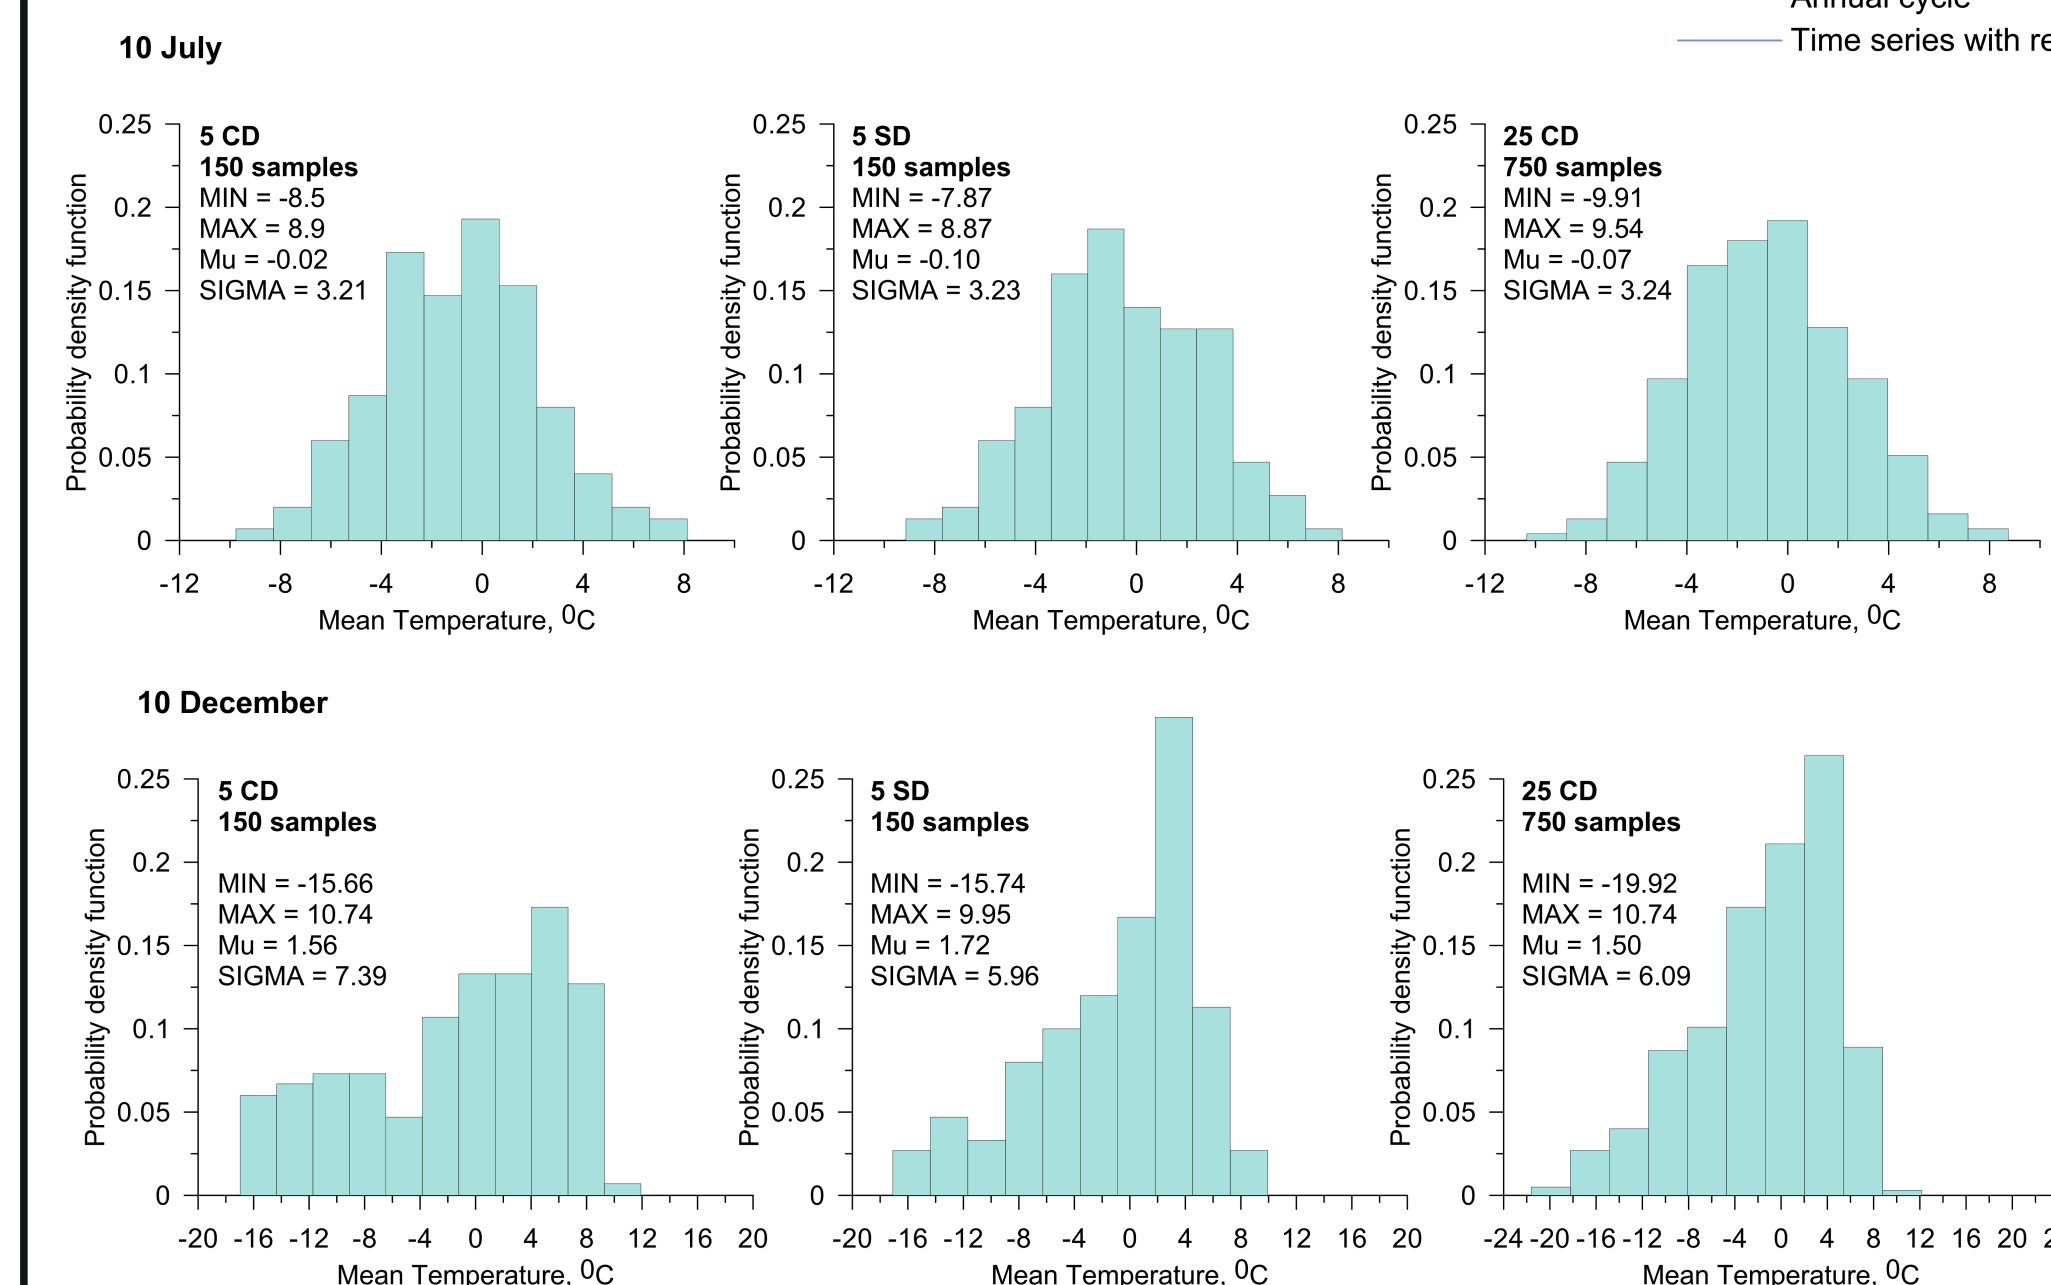 Annual cycle
Time series with re
10 July
0.25
0.2
0.15
0.1
0.05
0
Probability density function
5 CD
150 samples
MIN = -8.5
MAX = 8.9
Mu = -0.02
SIGMA = 3.21
-12 -8 -4 0 4 8
Mean Temperature, ⁰C
0.25
0.2
0.15
0.1
0.05
0
Probability density function
5 SD
150 samples
MIN = -7.87
MAX = 8.87
Mu = -0.10
SIGMA = 3.23
-12 -8 -4 0 4 8
Mean Temperature, ⁰C
0.25
0.2
0.15
0.1
0.05
0
Probability density function
25 CD
750 samples
MIN = -9.91
MAX = 9.54
Mu = -0.07
SIGMA = 3.24
-12 -8 -4 0 4 8
Mean Temperature, ⁰C
10 December
0.25
0.2
0.15
0.1
0.05
0
Probability density function
5 CD
150 samples
MIN = -15.66
MAX = 10.74
Mu = 1.56
SIGMA = 7.39
-20 -16 -12 -8 -4 0 4 8 12 16 20
Mean Temperature, ⁰C
0.25
0.2
0.15
0.1
0.05
0
Probability density function
5 SD
150 samples
MIN = -15.74
MAX = 9.95
Mu = 1.72
SIGMA = 5.96
-20 -16 -12 -8 -4 0 4 8 12 16 20
Mean Temperature, ⁰C
0.25
0.2
0.15
0.1
0.05
0
Probability density function
25 CD
750 samples
MIN = -19.92
MAX = 10.74
Mu = 1.50
SIGMA = 6.09
-24 -20 -16 -12 -8 -4 0 4 8 12 16 20
Mean Temperature, ⁰C